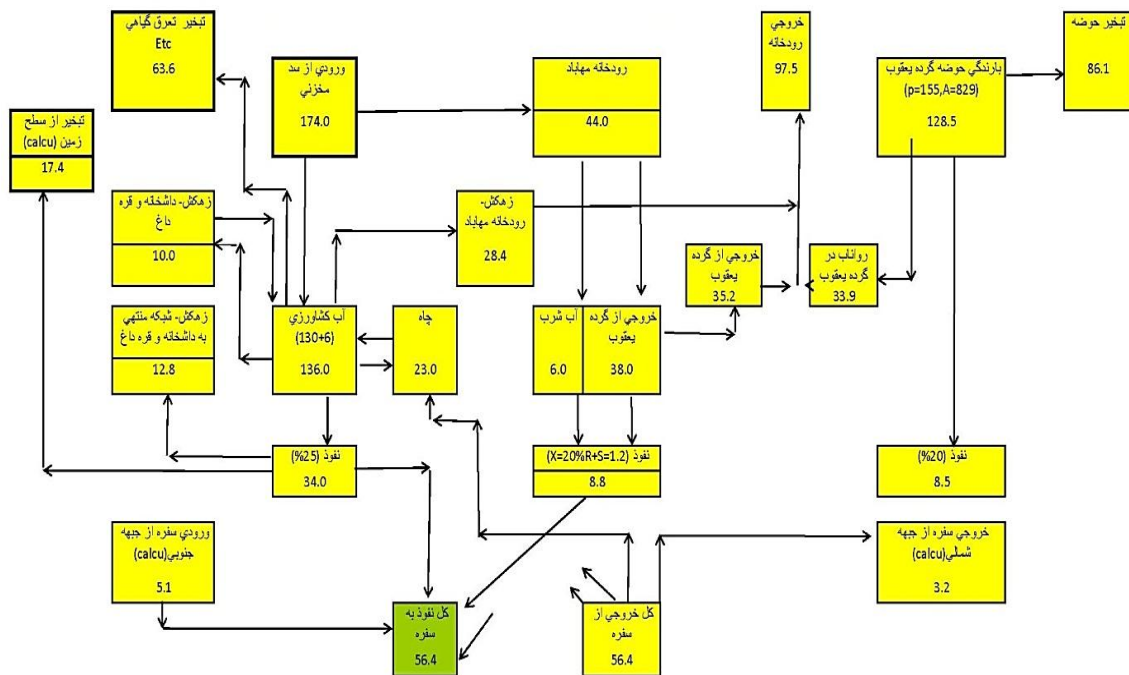 تبخير تعرق گياهي
Etc
63.6
ورودي از سد
مخزني
174.0
رودخانه مهاباد
44.0
خروجي
رودخانه
97.5
بارندگي حوضه گرده يعقوب
(p=155,A=829)
128.5
تبخير حوضه
86.1
تبخير از سطح
زمين (calcu)
17.4
زهكش- داشخانه و قره
داغ
10.0
زهكش-
رودخانه مهاباد
28.4
خروجي از گرده
يعقوب
35.2
رواناب در
گرده يعقوب
33.9
زهكش- شبكه منتهي
به داشخانه و قره داغ
12.8
آب كشاورزي
(130+6)
136.0
چاه
23.0
آب شرب
6.0
خروجي از گرده
يعقوب
38.0
نفوذ (25%)
34.0
نفوذ (X=20%R+S=1.2)
8.8
نفوذ (20%)
8.5
ورودي سفره از جبهه
جنوبي(calcu)
5.1
كل نفوذ به
سفره
56.4
كل خروجي از
سفره
56.4
خروجي سفره از جبهه
شمالي(calcu)
3.2